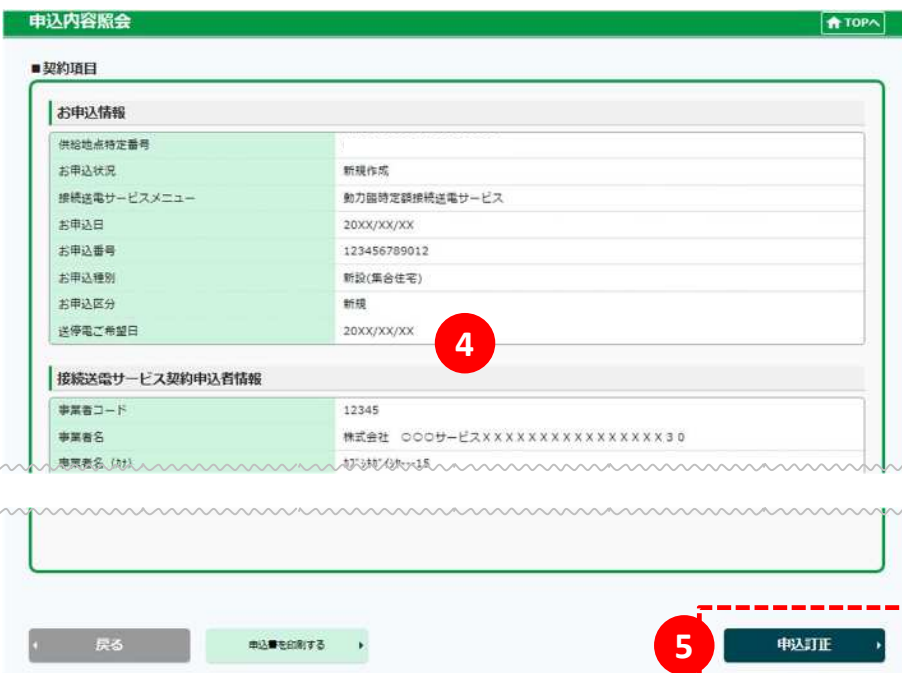 申込内容照会
TOPへ
■契約項目
お申込情報
供給地点特定番号
お申込状況 新規作成
接続送電サービスメニュー 動力臨時定額接続送電サービス
お申込日 20XX/XX/XX
お申込番号 123456789012
お申込種別 新設(集合住宅)
お申込区分 新規
送停電ご希望日 20XX/XX/XX
4
接続送電サービス契約申込者情報
事業者コード 12345
事業者名 株式会社 ○○○サービスXXXXXXXXXXXXXXXX30
事業者名(カナ)
戻る
申込書を印刷する
5
申込訂正